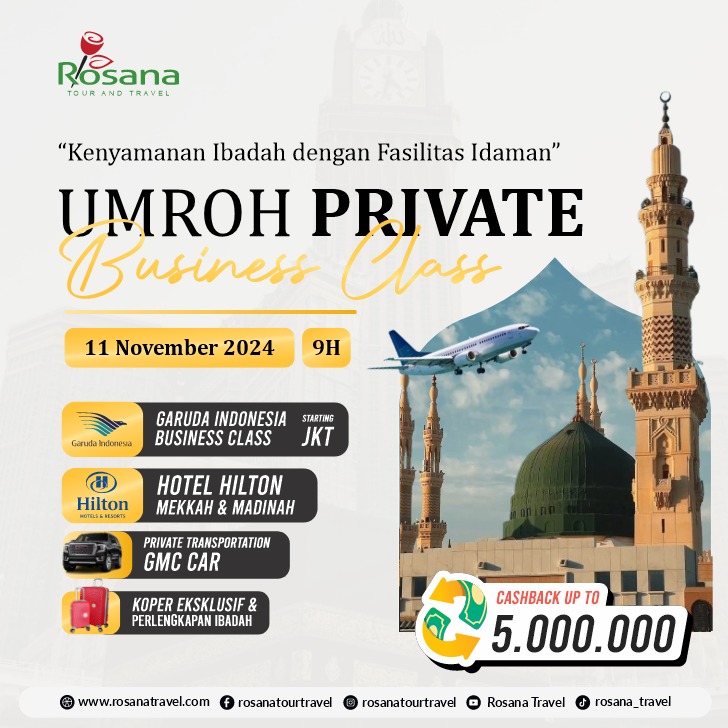 Rosana
TOUR AND TRAVEL
“Kenyamanan Ibadah dengan Fasilitas Idaman”
UMROH PRIVATE
Business Class
11 November 2024 9H
Garuda Indonesia
GARUDA INDONESIA
BUSINESS CLASS
STARTING
JKT
Hilton
HOTELS & RESORTS
HOTEL HILTON
MEKKAH & MADINAH
PRIVATE TRANSPORTATION
GMC CAR
KOPER EKSKLUSIF &
PERLENGKAPAN IBADAH
CASHBACK UP TO
5.000.000
www.rosanatravel.com rosanatourtravel rosanatourtravel Rosana Travel rosana_travel